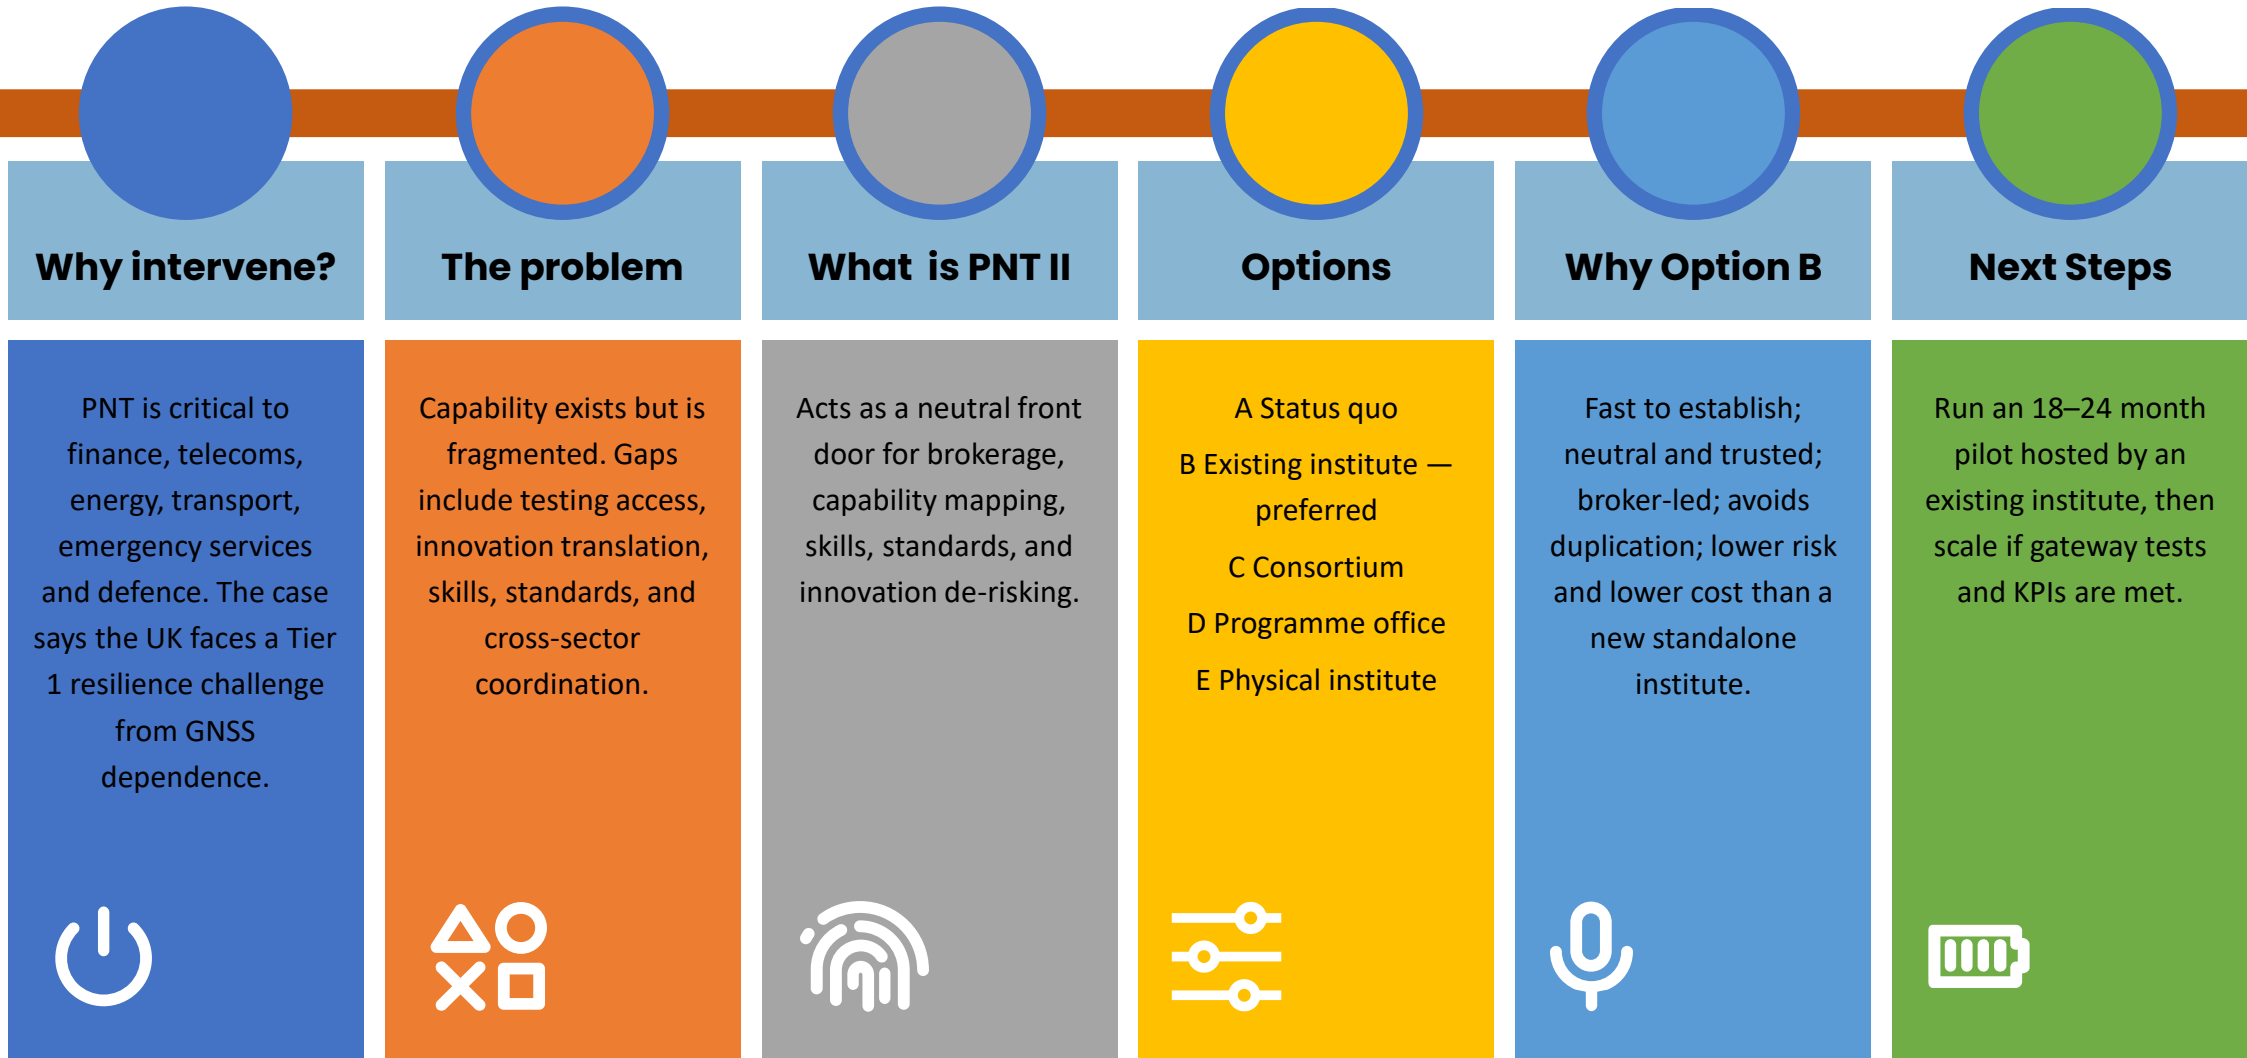 Why intervene?
PNT is critical to
finance, telecoms,
energy, transport,
emergency services
and defence. The case
says the UK faces a Tier
1 resilience challenge
from GNSS
dependence.
The problem
Capability exists but is
fragmented. Gaps
include testing access,
innovation translation,
skills, standards, and
cross-sector
coordination.
What is PNT II
Acts as a neutral front
door for brokerage,
capability mapping,
skills, standards, and
innovation de-risking.
Options
A Status quo
B Existing institute —
preferred
C Consortium
D Programme office
E Physical institute
Why Option B
Fast to establish;
neutral and trusted;
broker-led; avoids
duplication; lower risk
and lower cost than a
new standalone
institute.
Next Steps
Run an 18–24 month
pilot hosted by an
existing institute, then
scale if gateway tests
and KPIs are met.